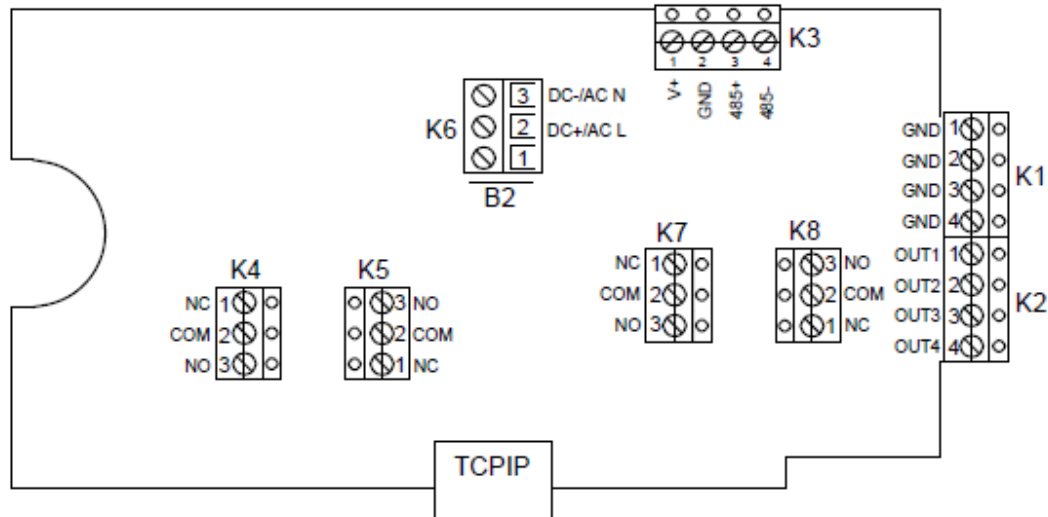 K3
1 2 3 4
V+ GND 485+ 485-
K6
3 DC-/AC N
2 DC+/AC L
1
B2
GND 1
GND 2
GND 3
GND 4
K1
OUT1 1
OUT2 2
OUT3 3
OUT4 4
K2
K4
NC 1
COM 2
NO 3
K5
3 NO
2 COM
1 NC
K7
NC 1
COM 2
NO 3
K8
3 NO
2 COM
1 NC
TCPIP